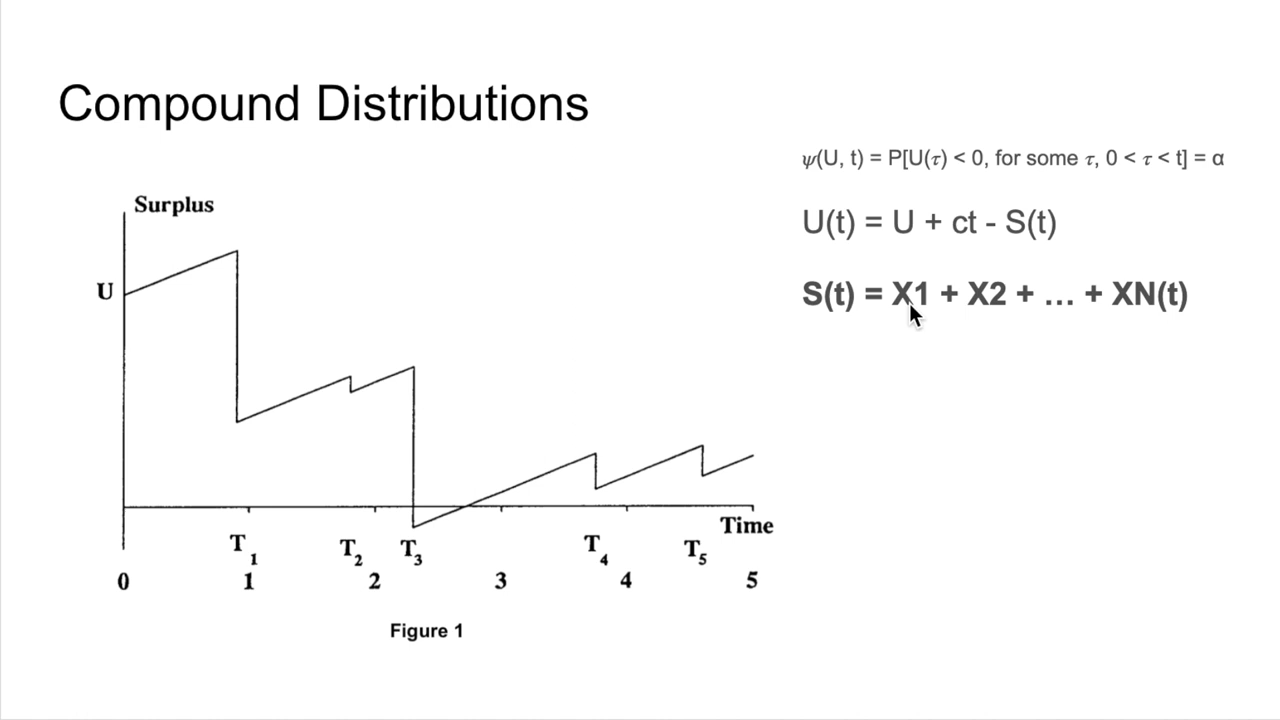 Compound Distributions
ψ(U, t) = P[U(τ) < 0, for some τ, 0 < τ < t] = α
U(t) = U + ct - S(t)
S(t) = X1 + X2 + … + XN(t)
Surplus
U
Time
T1 T2 T3 T4 T5
0 1 2 3 4 5
Figure 1